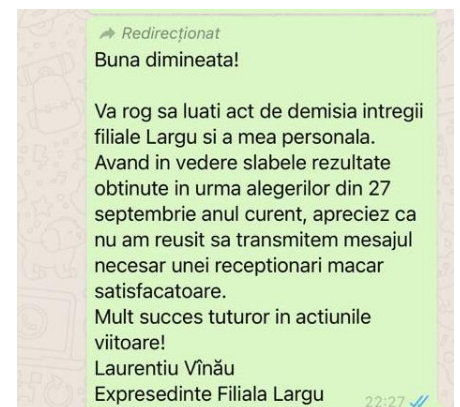 Redirecționat
Buna dimineata!
Va rog sa luati act de demisia intregii
filiale Largu si a mea personala.
Avand in vedere slabele rezultate
obtinute in urma alegerilor din 27
septembrie anul curent, apreciez ca
nu am reusit sa transmitem mesajul
necesar unei receptionari macar
satisfacatoare.
Mult succes tuturor in actiunile
viitoare!
Laurentiu Vînău
Expresedinte Filiala Largu
22:27